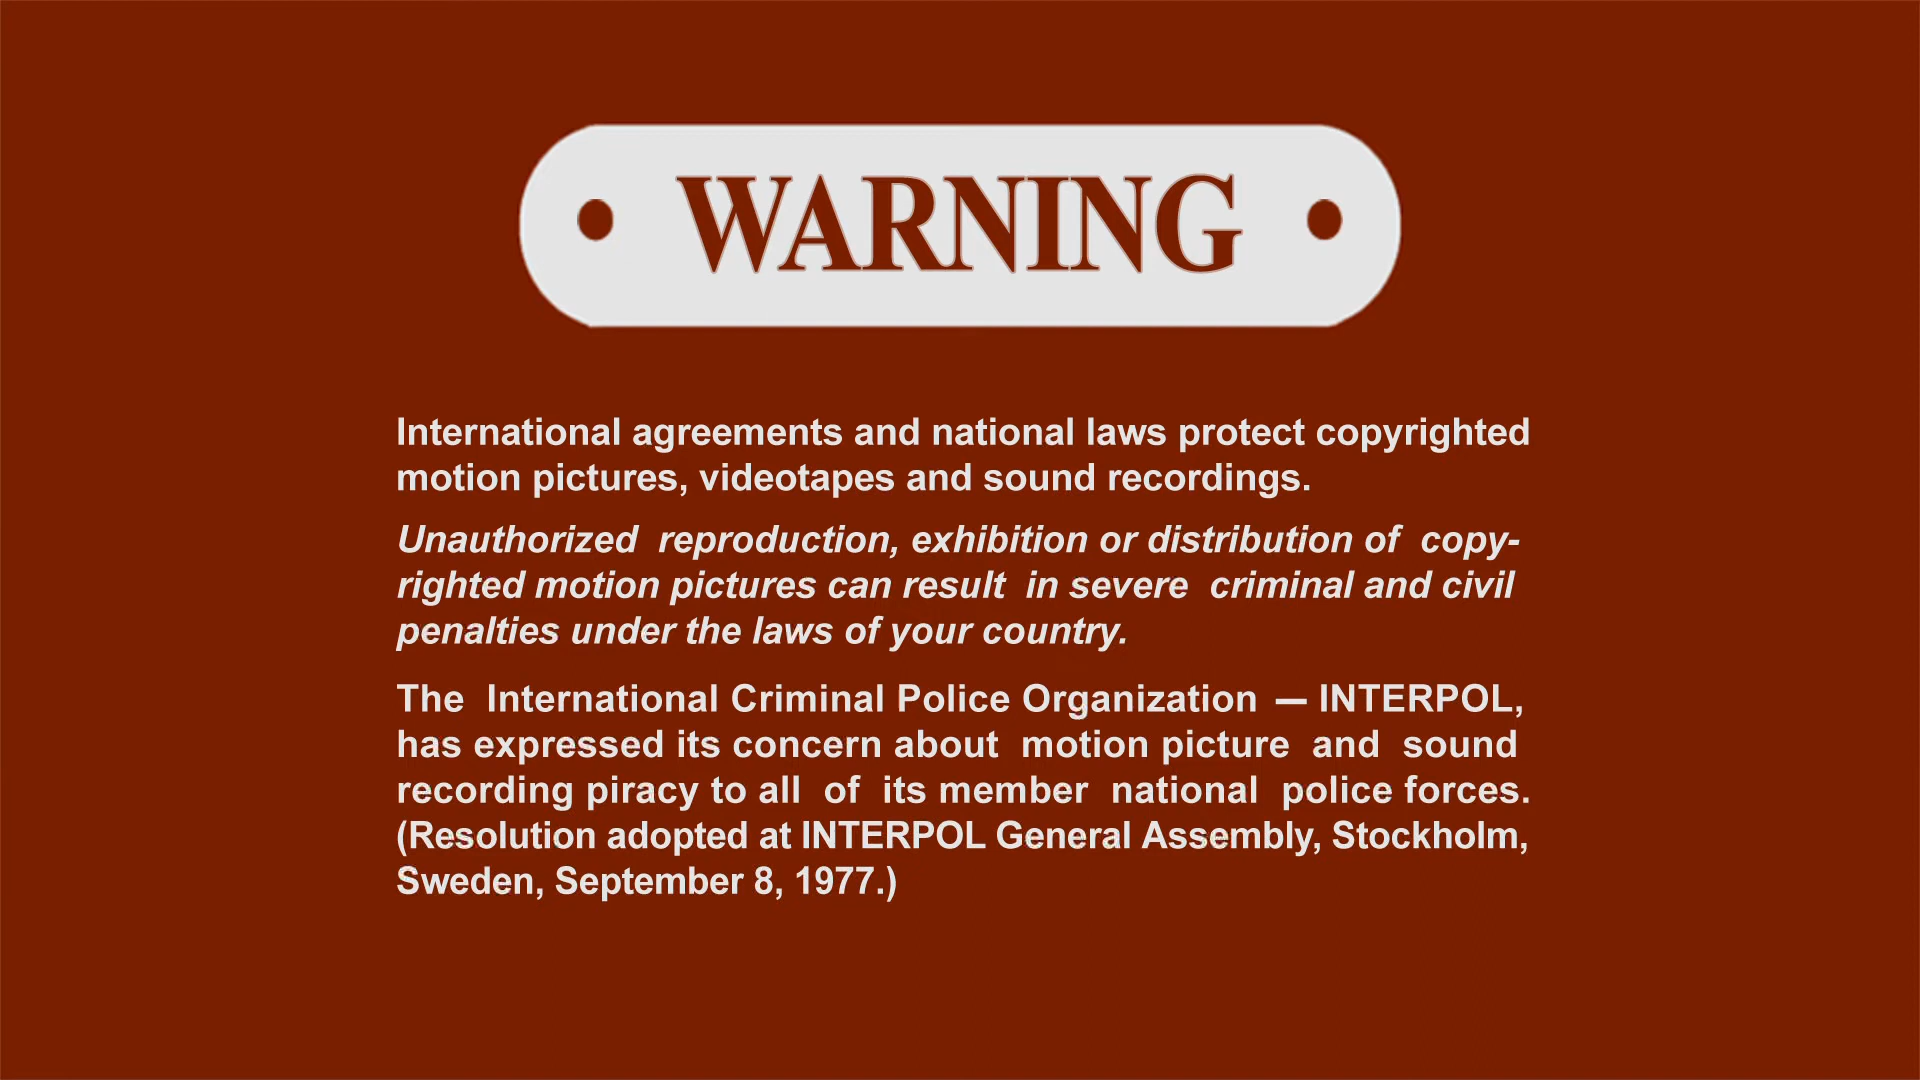 WARNING
International agreements and national laws protect copyrighted
motion pictures, videotapes and sound recordings.
Unauthorized reproduction, exhibition or distribution of copy-
righted motion pictures can result in severe criminal and civil
penalties under the laws of your country.
The International Criminal Police Organization — INTERPOL,
has expressed its concern about motion picture and sound
recording piracy to all of its member national police forces.
(Resolution adopted at INTERPOL General Assembly, Stockholm,
Sweden, September 8, 1977.)